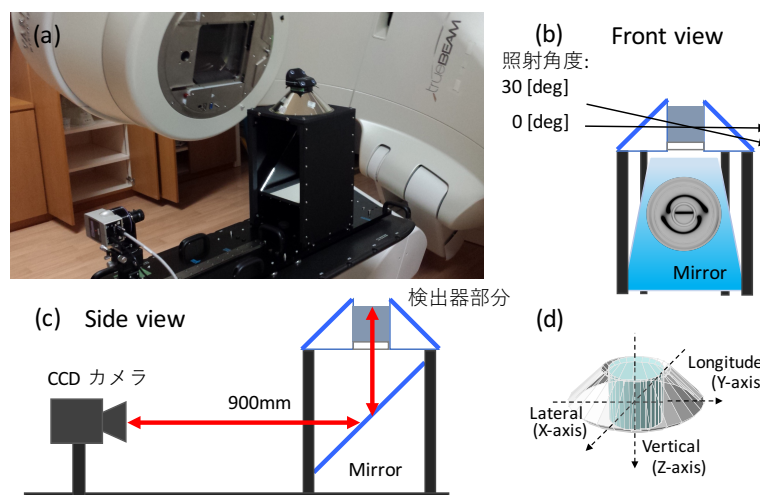 (a)
TRUEBEAM
(b) Front view
照射角度:
30 [deg]
0 [deg]
Mirror
(c) Side view
検出器部分
CCD カメラ
900mm
Mirror
(d)
Longitude
(Y-axis)
Lateral
(X-axis)
Vertical
(Z-axis)